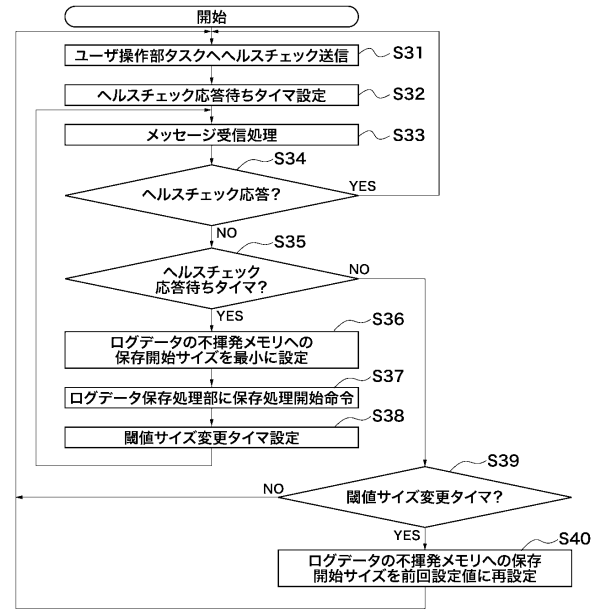 開始
ユーザ操作部タスクへヘルスチェック送信
S31
ヘルスチェック応答待ちタイマ設定
S32
メッセージ受信処理
S33
S34
ヘルスチェック応答?
YES
NO
S35
ヘルスチェック
応答待ちタイマ?
NO
YES
S36
ログデータの不揮発メモリへの
保存開始サイズを最小に設定
S37
ログデータ保存処理部に保存処理開始命令
S38
閾値サイズ変更タイマ設定
S39
NO
閾値サイズ変更タイマ?
YES
S40
ログデータの不揮発メモリへの保存
開始サイズを前回設定値に再設定